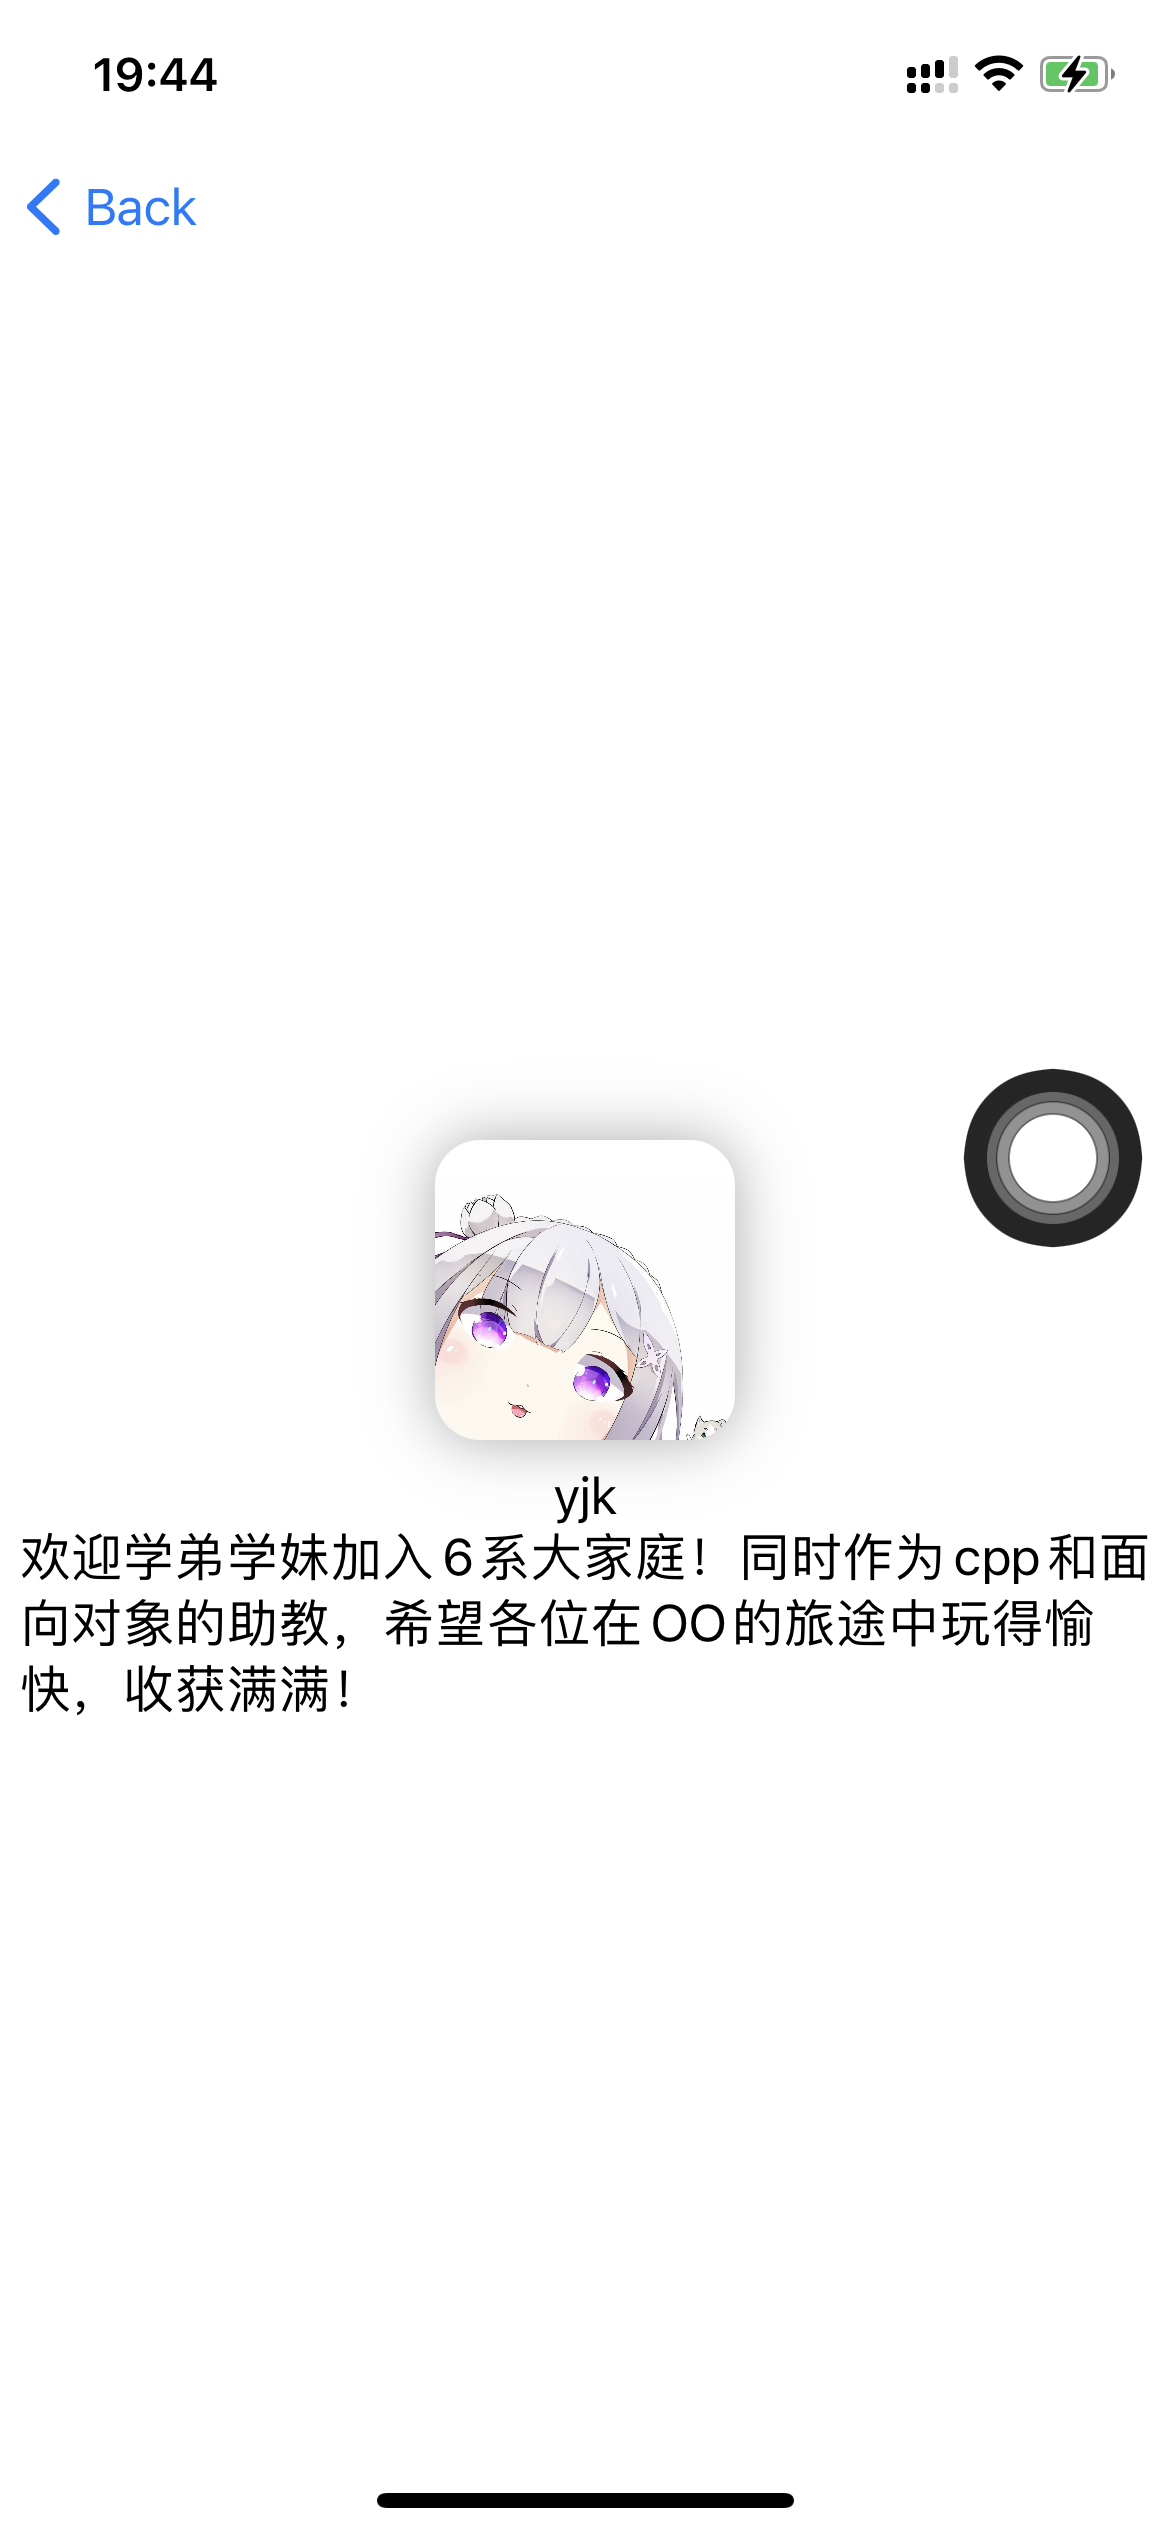 19:44
Back
yjk
欢迎学弟学妹加入6系大家庭！同时作为cpp和面
向对象的助教，希望各位在OO的旅途中玩得愉
快，收获满满！